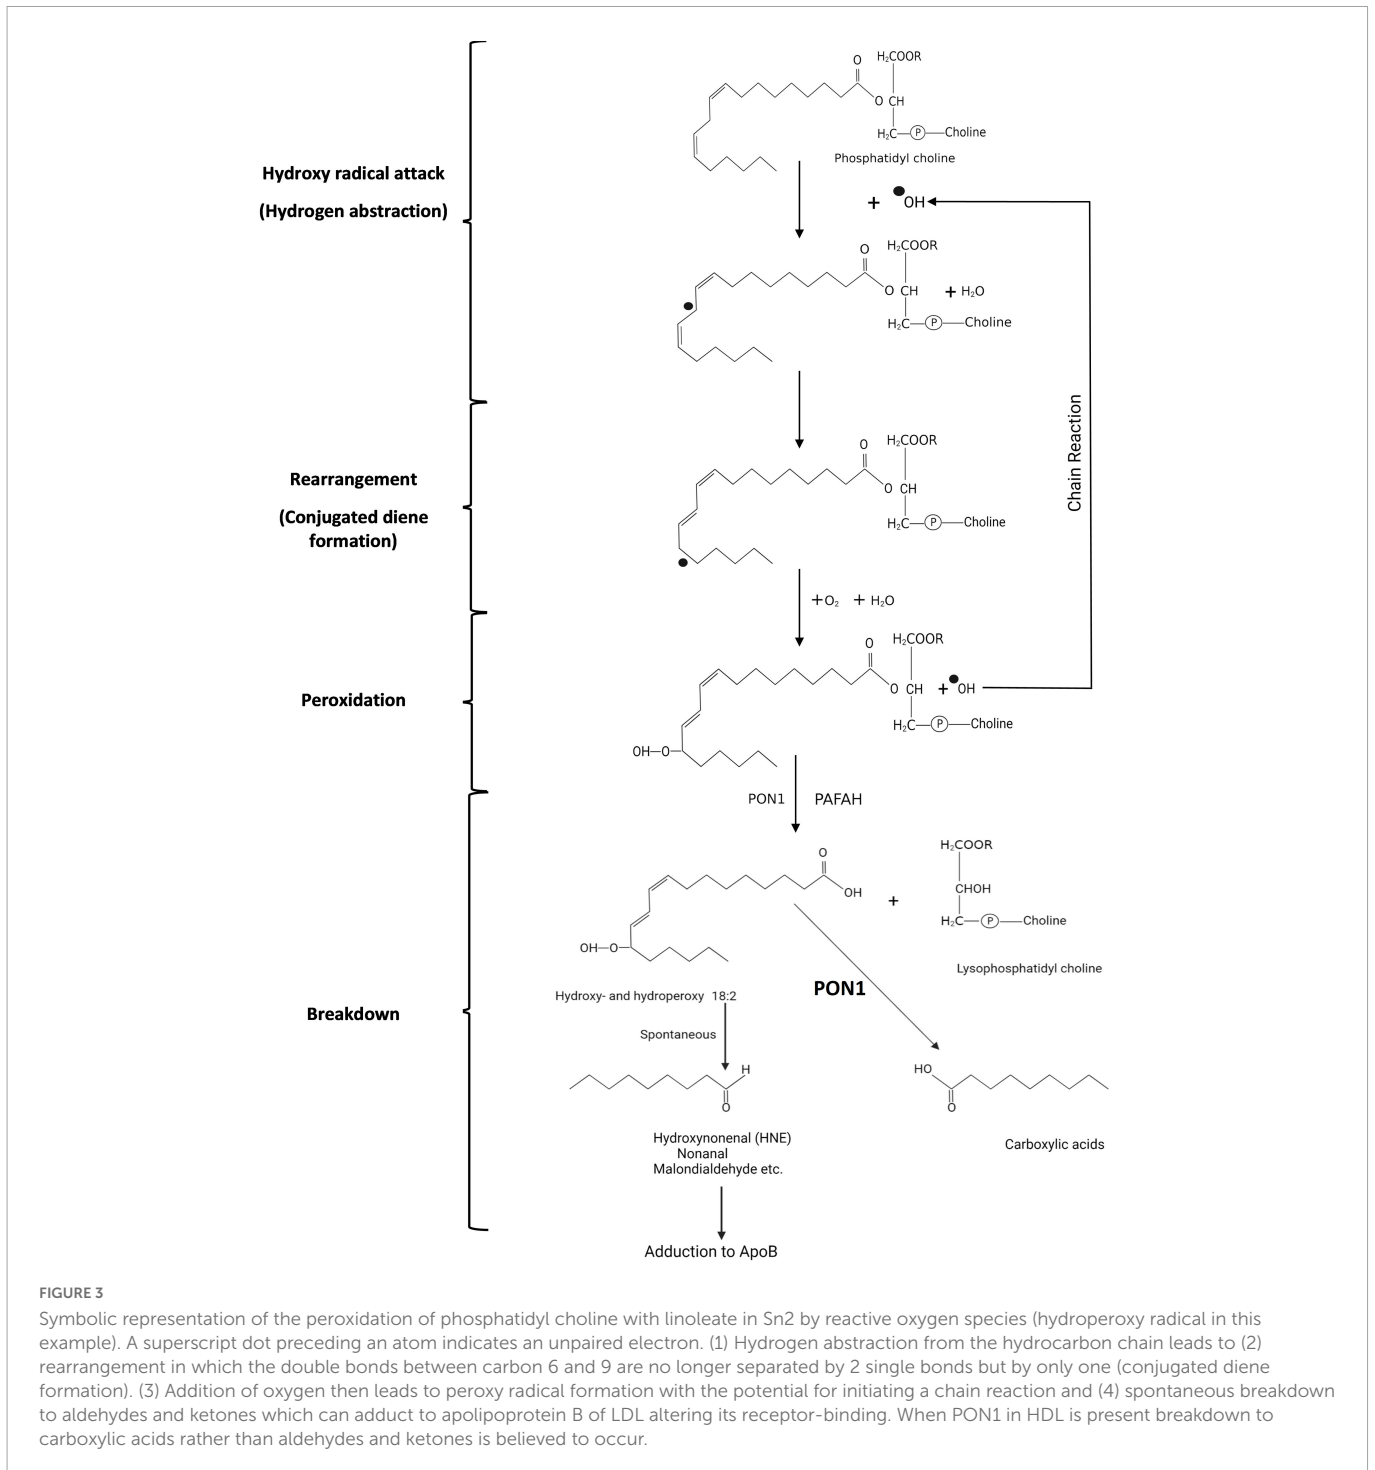 O
H₂COOR
O CH
H₂C—P—Choline
Phosphatidyl choline
Hydroxy radical attack
(Hydrogen abstraction)
+ •OH
O
H₂COOR
O CH
+ H₂O
H₂C—P—Choline
Chain Reaction
Rearrangement
(Conjugated diene
formation)
O
H₂COOR
O CH
H₂C—P—Choline
+O₂ + H₂O
Peroxidation
O
H₂COOR
O CH
+ •OH
H₂C—P—Choline
OH—O
PON1 PAFAH
O
OH
OH—O
+
H₂COOR
CHOH
H₂C—P—Choline
Lysophosphatidyl choline
Hydroxy- and hydroperoxy 18:2
PON1
Breakdown
Spontaneous
H
O
HO
O
Hydroxynonenal (HNE)
Nonanal
Malondialdehyde etc.
Carboxylic acids
Adduction to ApoB
FIGURE 3
Symbolic representation of the peroxidation of phosphatidyl choline with linoleate in Sn2 by reactive oxygen species (hydroperoxy radical in this
example). A superscript dot preceding an atom indicates an unpaired electron. (1) Hydrogen abstraction from the hydrocarbon chain leads to (2)
rearrangement in which the double bonds between carbon 6 and 9 are no longer separated by 2 single bonds but by only one (conjugated diene
formation). (3) Addition of oxygen then leads to peroxy radical formation with the potential for initiating a chain reaction and (4) spontaneous breakdown
to aldehydes and ketones which can adduct to apolipoprotein B of LDL altering its receptor-binding. When PON1 in HDL is present breakdown to
carboxylic acids rather than aldehydes and ketones is believed to occur.